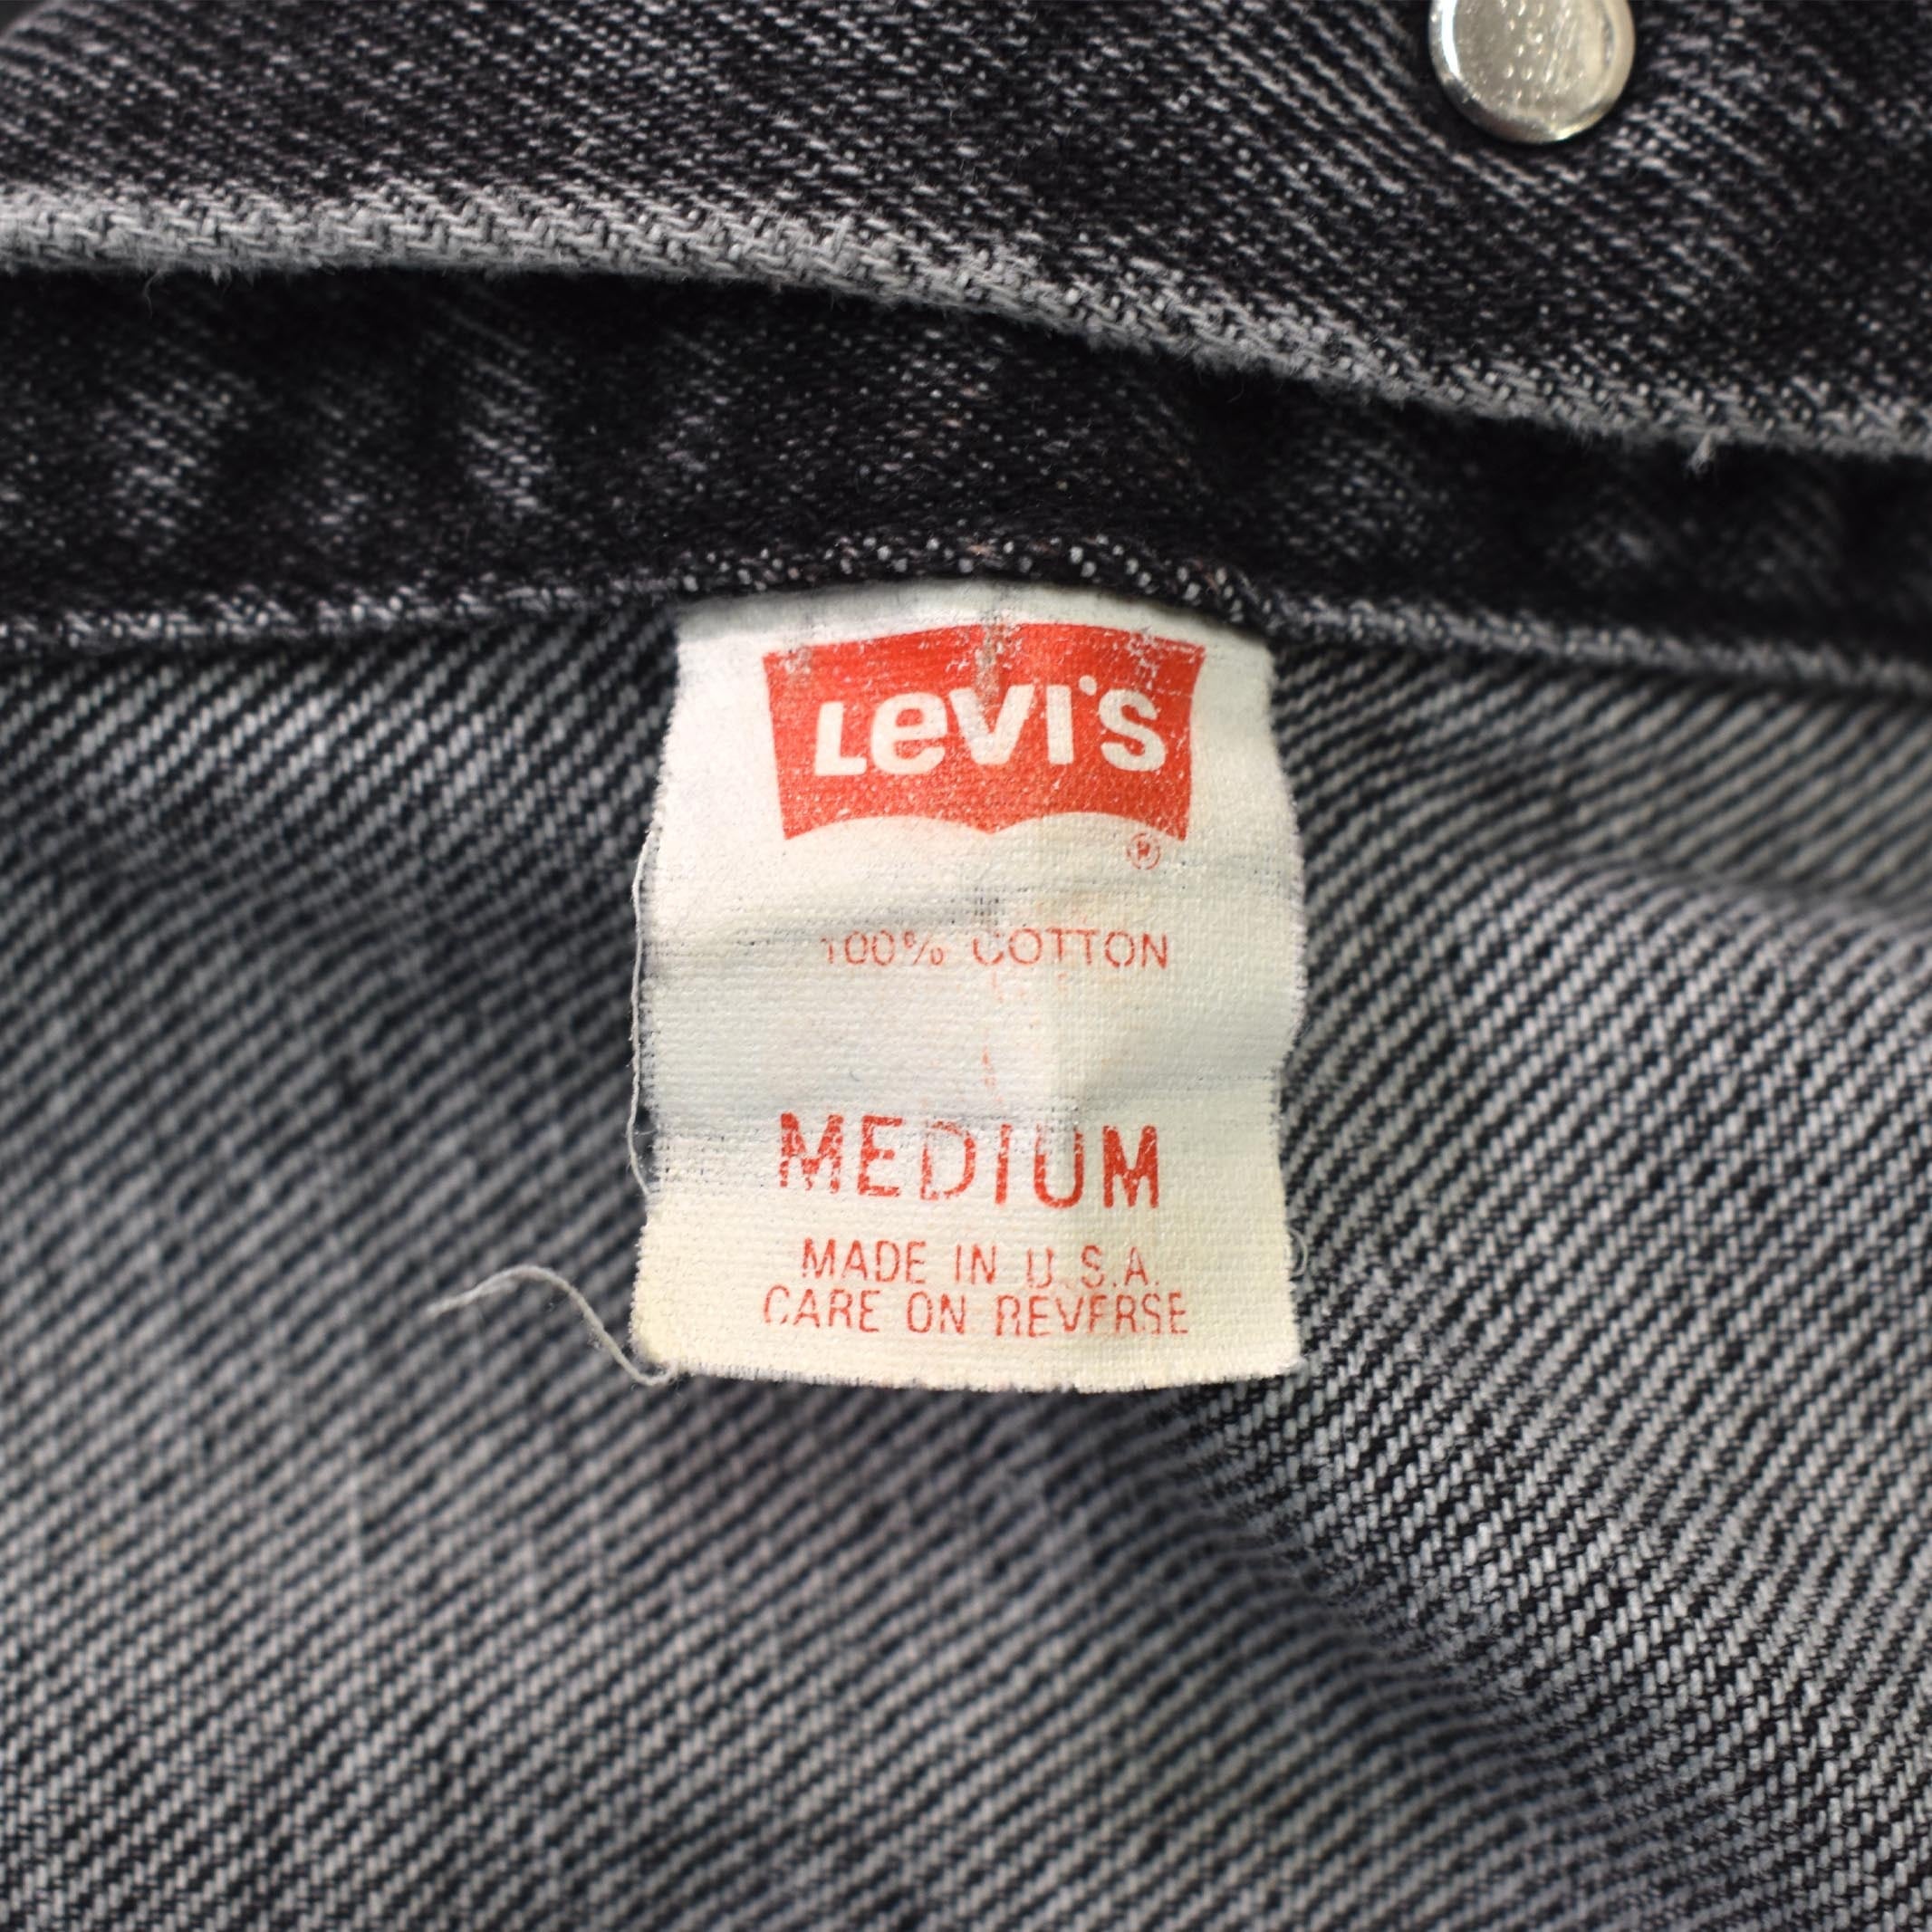 Levi's
®
100% COTTON
MEDIUM
MADE IN U.S.A.
CARE ON REVERSE